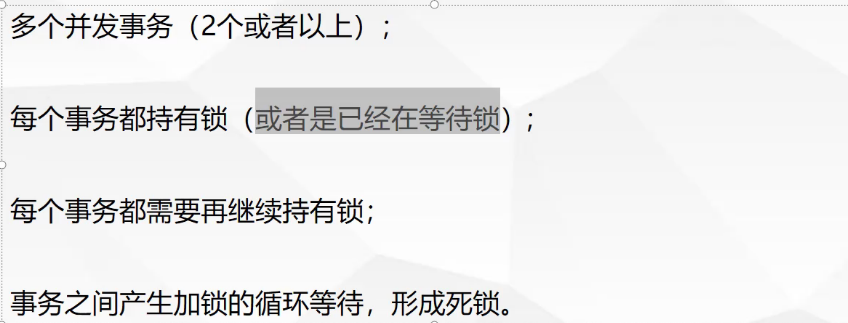 多个并发事务（2个或者以上）；
每个事务都持有锁（或者是已经在等待锁）；
每个事务都需要再继续持有锁；
事务之间产生加锁的循环等待，形成死锁。